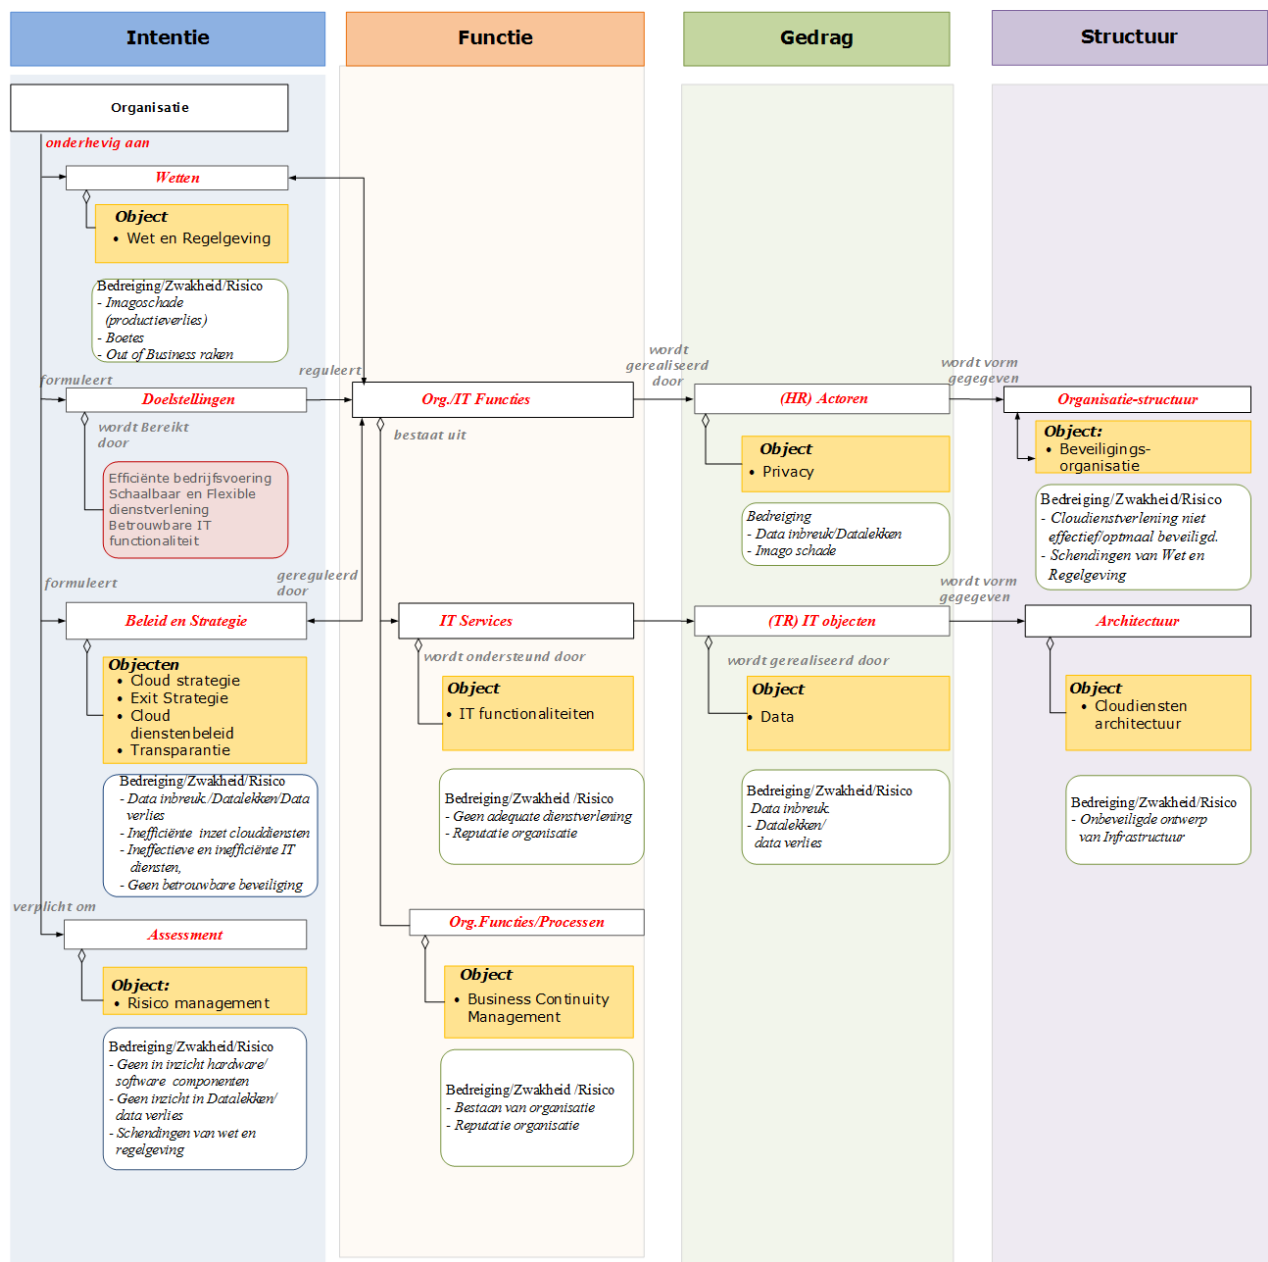 Intentie
Functie
Gedrag
Structuur
Organisatie
onderhevig aan
Wetten
Object
• Wet en Regelgeving
Bedreiging/Zwakheid/Risico
- Imagoschade
(productieverlies)
- Boetes
- Out of Business raken
formuleert
Doelstellingen
wordt Bereikt
door
Efficiënte bedrijfsvoering
Schaalbaar en Flexible
dienstverlening
Betrouwbare IT
functionaliteit
formuleert
gereguleerd
door
Beleid en Strategie
Objecten
• Cloud strategie
• Exit Strategie
• Cloud
dienstenbeleid
• Transparantie
Bedreiging/Zwakheid/Risico
- Data inbreuk./Datalekken/Data
verlies
- Inefficiënte inzet clouddiensten
- Ineffectieve en inefficiënte IT
diensten,
- Geen betrouwbare beveiliging
verplicht om
Assessment
Object:
• Risico management
Bedreiging/Zwakheid/Risico
- Geen in inzicht hardware/
software componenten
- Geen inzicht in Datalekken/
data verlies
- Schendingen van wet en
regelgeving
reguleert
Org./IT Functies
bestaat uit
IT Services
wordt ondersteund door
Object
• IT functionaliteiten
Bedreiging/Zwakheid /Risico
- Geen adequate dienstverlening
- Reputatie organisatie
Org.Functies/Processen
Object
• Business Continuity
Management
Bedreiging/Zwakheid /Risico
- Bestaan van organisatie
- Reputatie organisatie
wordt
gerealiseerd
door
(HR) Actoren
Object
• Privacy
Bedreiging
- Data inbreuk/Datalekken
- Imago schade
(TR) IT objecten
wordt gerealiseerd door
Object
• Data
Bedreiging/Zwakheid/Risico
Data inbreuk.
- Datalekken/
data verlies
wordt vorm
gegegeven
Organisatie-structuur
Object:
• Beveiligings-
organisatie
Bedreiging/Zwakheid/Risico
- Cloudienstverlening niet
effectief/optmaal beveiligd.
- Schendingen van Wet en
Regelgeving
wordt vorm
gegegeven
Architectuur
Object
• Cloudiensten
architectuur
Bedreiging/Zwakheid/Risico
- Onbeveiligde ontwerp
van Infrastructuur